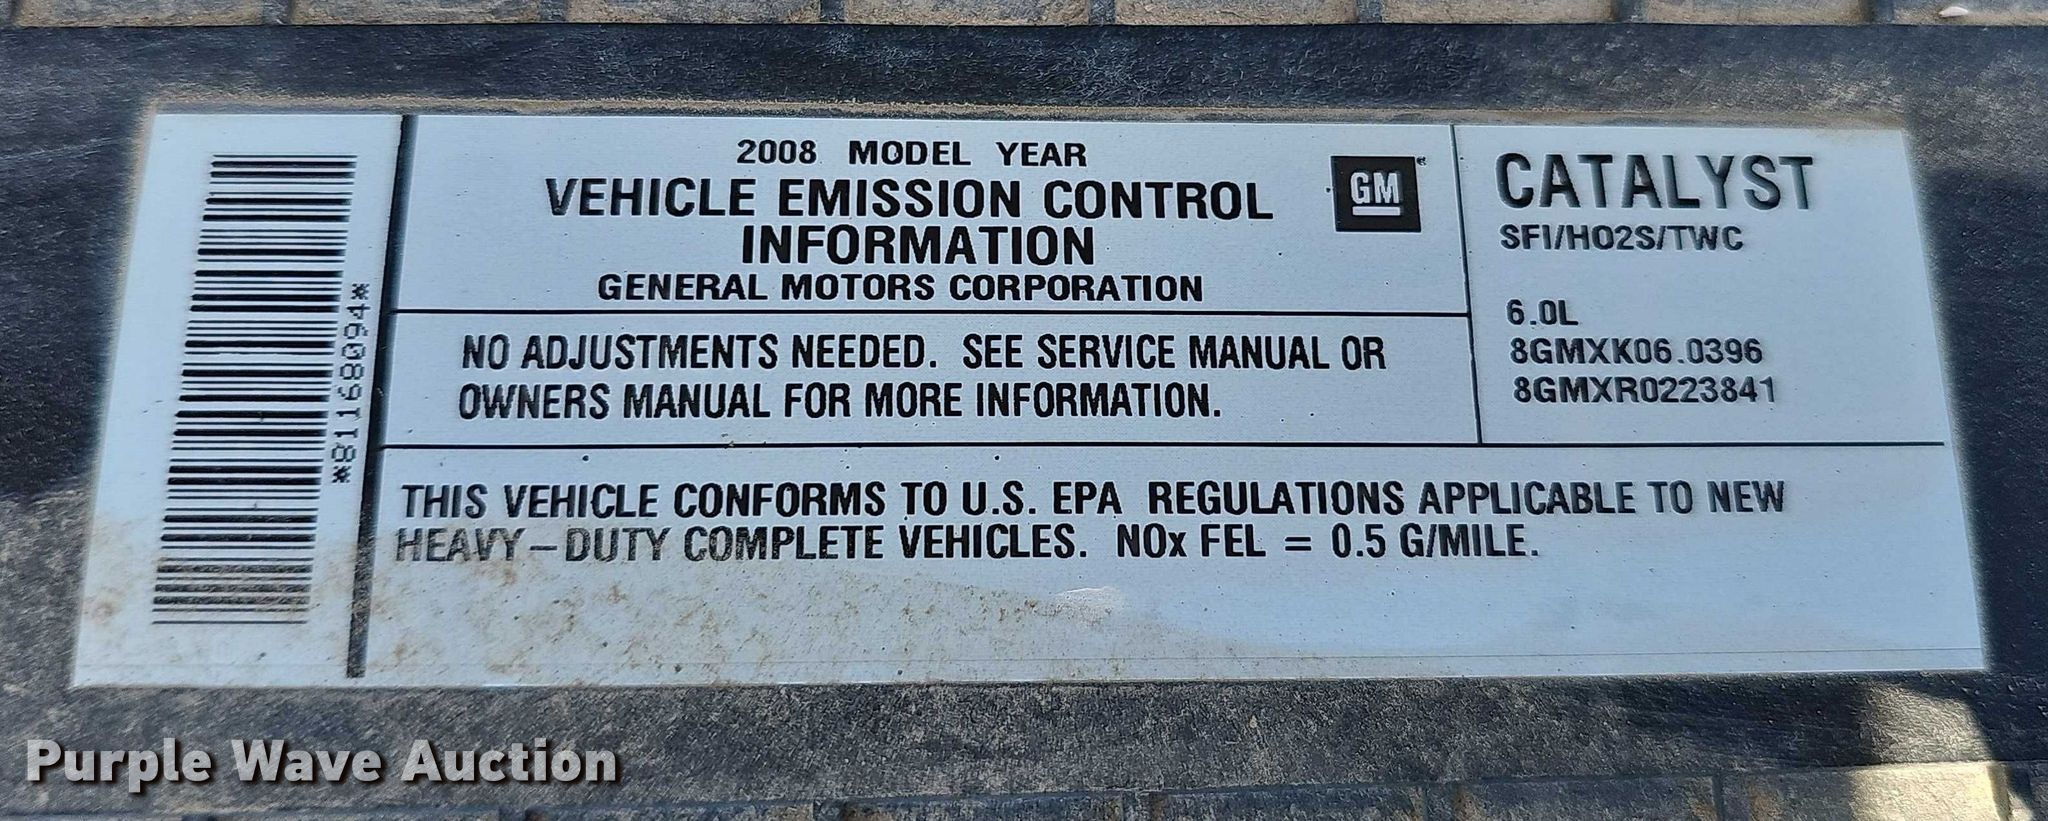 2008 MODEL YEAR
VEHICLE EMISSION CONTROL
INFORMATION
GENERAL MOTORS CORPORATION
GM
CATALYST
SFI/HO2S/TWC
6.0L
8GMXK06.0396
8GMXR0223841
NO ADJUSTMENTS NEEDED. SEE SERVICE MANUAL OR
OWNERS MANUAL FOR MORE INFORMATION.
THIS VEHICLE CONFORMS TO U.S. EPA REGULATIONS APPLICABLE TO NEW
HEAVY-DUTY COMPLETE VEHICLES. NOx FEL = 0.5 G/MILE.
*81168094*
Purple Wave Auction